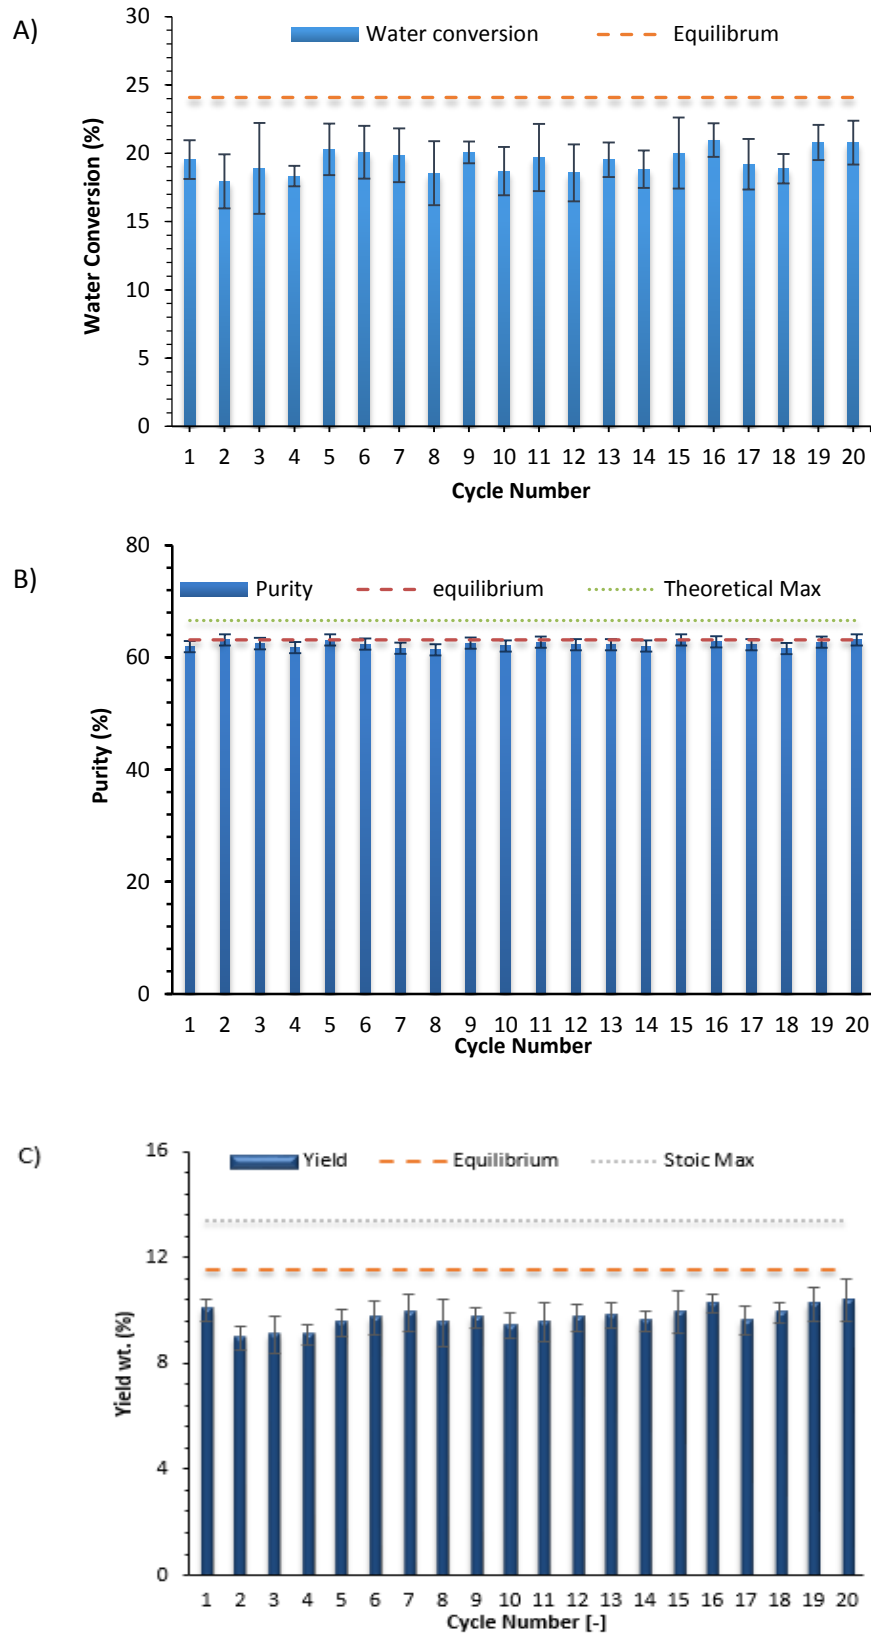 A)
Water conversion Equilibrum
30
25
20
15
10
5
0
Water Conversion (%)
1 2 3 4 5 6 7 8 9 10 11 12 13 14 15 16 17 18 19 20
Cycle Number
B)
Purity equilibrium Theoretical Max
80
60
40
20
0
Purity (%)
1 2 3 4 5 6 7 8 9 10 11 12 13 14 15 16 17 18 19 20
Cycle Number
C)
Yield Equilibrium Stoic Max
16
12
8
4
0
Yield wt. (%)
1 2 3 4 5 6 7 8 9 10 11 12 13 14 15 16 17 18 19 20
Cycle Number [-]